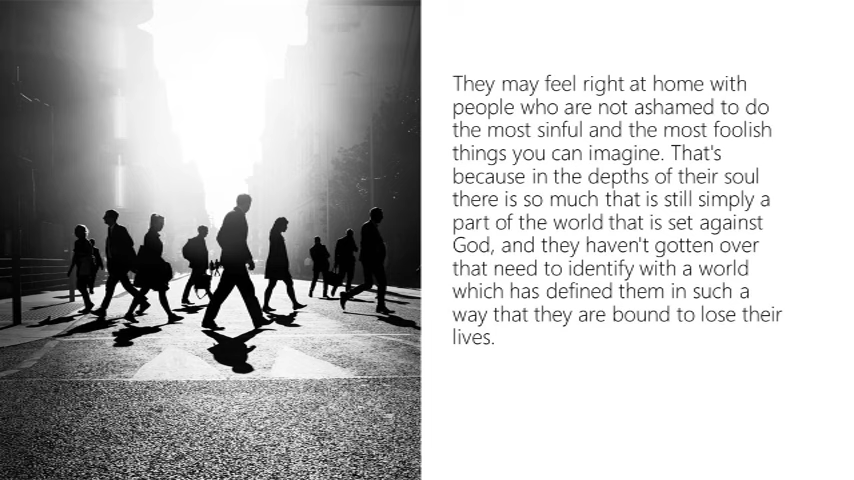 They may feel right at home with
people who are not ashamed to do
the most sinful and the most foolish
things you can imagine. That's
because in the depths of their soul
there is so much that is still simply a
part of the world that is set against
God, and they haven't gotten over
that need to identify with a world
which has defined them in such a
way that they are bound to lose their
lives.